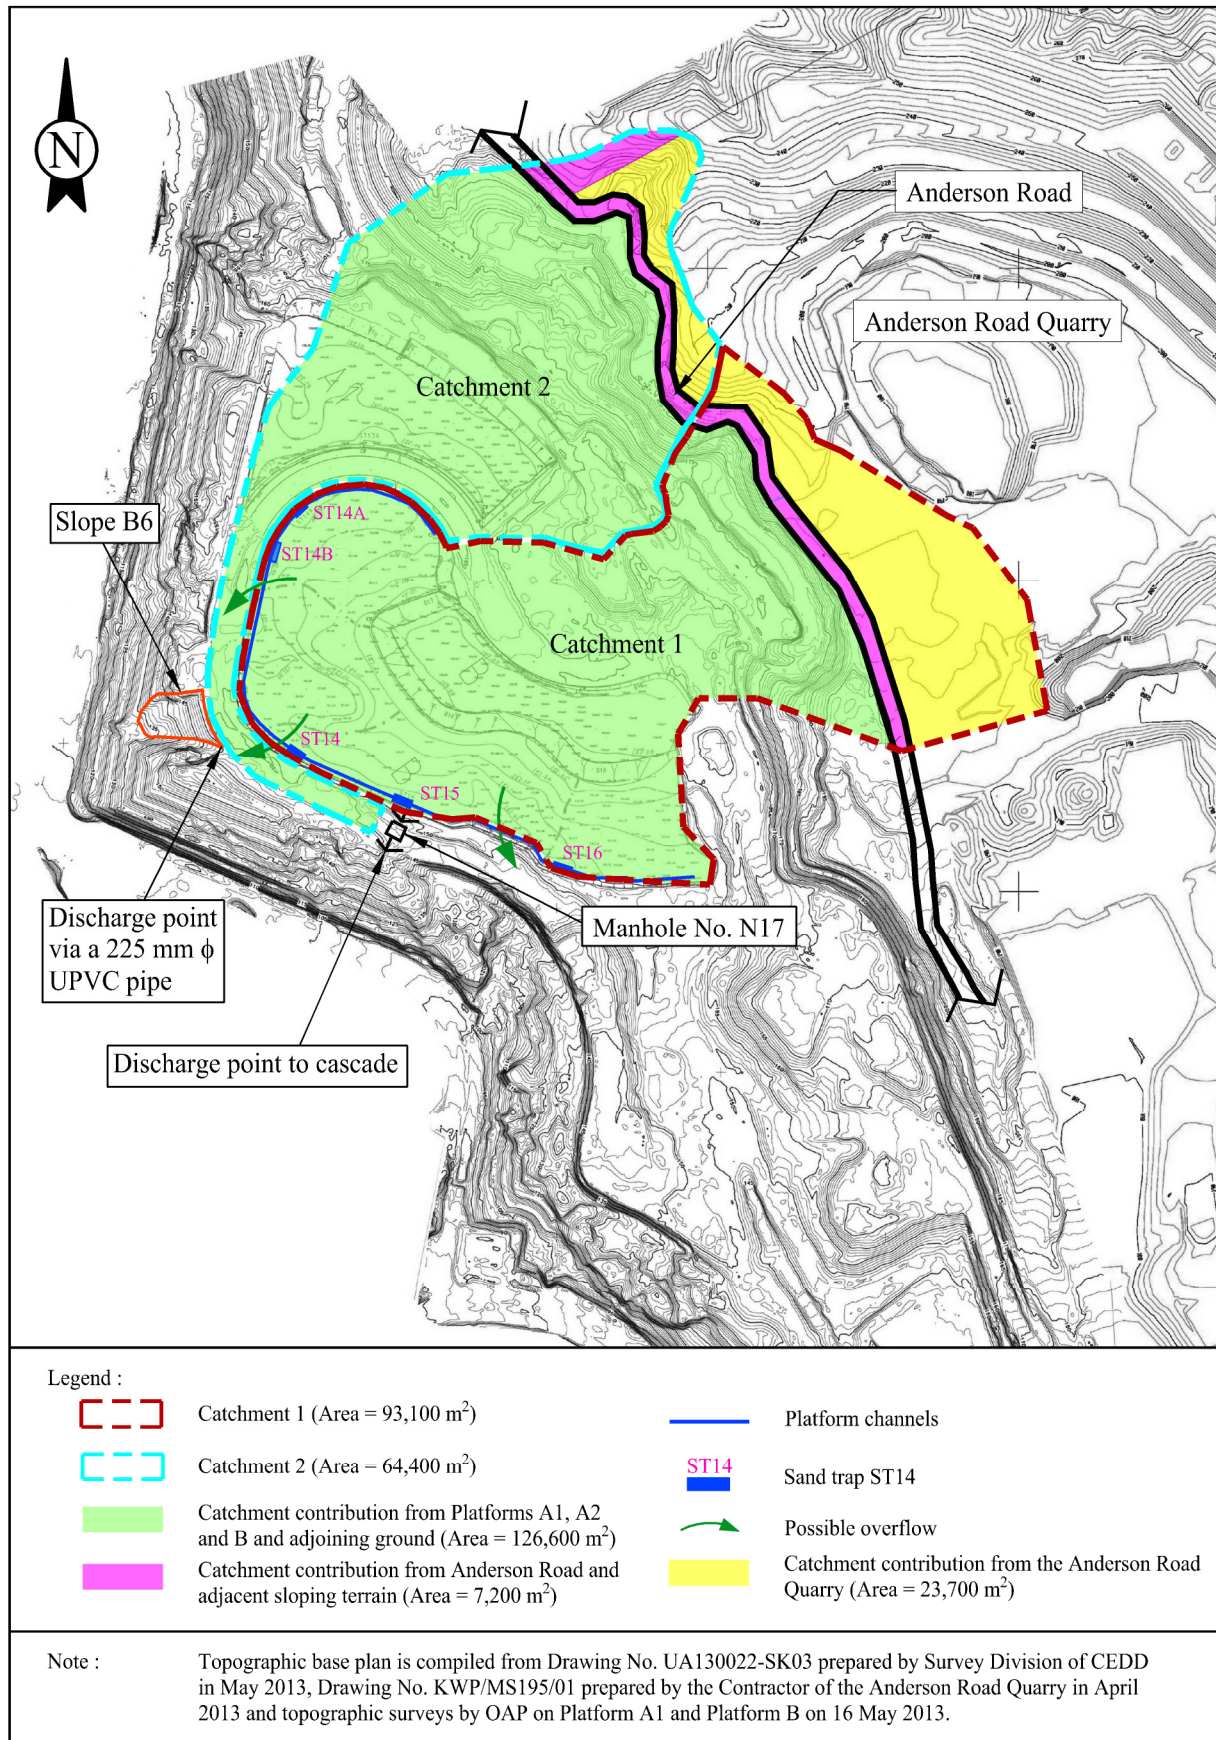 N
Anderson Road
Anderson Road Quarry
Catchment 2
Slope B6
ST14A
ST14B
Catchment 1
ST14
ST15
ST16
Discharge point
via a 225 mm ϕ
UPVC pipe
Manhole No. N17
Discharge point to cascade
Legend :
Catchment 1 (Area = 93,100 m²)
Platform channels
Catchment 2 (Area = 64,400 m²)
ST14
Sand trap ST14
Catchment contribution from Platforms A1, A2
and B and adjoining ground (Area = 126,600 m²)
Possible overflow
Catchment contribution from Anderson Road and
adjacent sloping terrain (Area = 7,200 m²)
Catchment contribution from the Anderson Road
Quarry (Area = 23,700 m²)
Note :
Topographic base plan is compiled from Drawing No. UA130022-SK03 prepared by Survey Division of CEDD
in May 2013, Drawing No. KWP/MS195/01 prepared by the Contractor of the Anderson Road Quarry in April
2013 and topographic surveys by OAP on Platform A1 and Platform B on 16 May 2013.